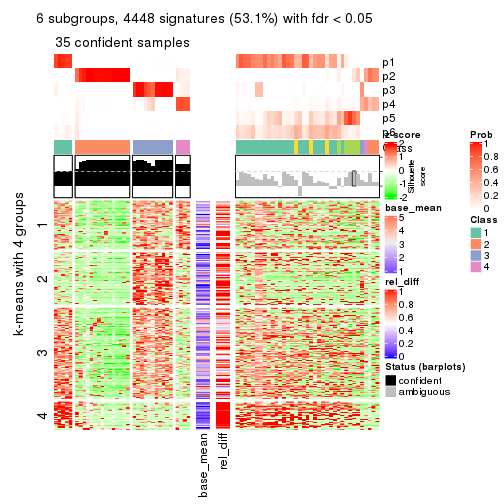 6 subgroups, 4448 signatures (53.1%) with fdr < 0.05
35 confident samples
p1
p2
p3
p4
p5
p6
Class
Silhouette score
k-means with 4 groups
1
2
3
4
base_mean
rel_diff
z-score
2
1
0
-1
-2
base_mean
5
4
3
2
1
rel_diff
1
0.8
0.6
0.4
0.2
0
Status (barplots)
confident
ambiguous
Prob
1
0.8
0.6
0.4
0.2
0
Class
1
2
3
4